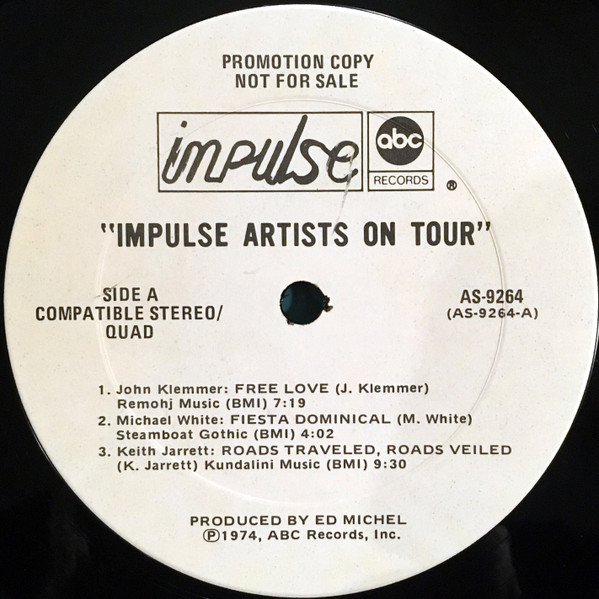 PROMOTION COPY
NOT FOR SALE
impulse
abc
RECORDS
®
"IMPULSE ARTISTS ON TOUR"
SIDE A
COMPATIBLE STEREO/
QUAD
AS-9264
(AS-9264-A)
1. John Klemmer: FREE LOVE (J. Klemmer)
Remohj Music (BMI) 7:19
2. Michael White: FIESTA DOMINICAL (M. White)
Steamboat Gothic (BMI) 4:02
3. Keith Jarrett: ROADS TRAVELED, ROADS VEILED
(K. Jarrett) Kundalini Music (BMI) 9:30
PRODUCED BY ED MICHEL
Ⓟ1974, ABC Records, Inc.